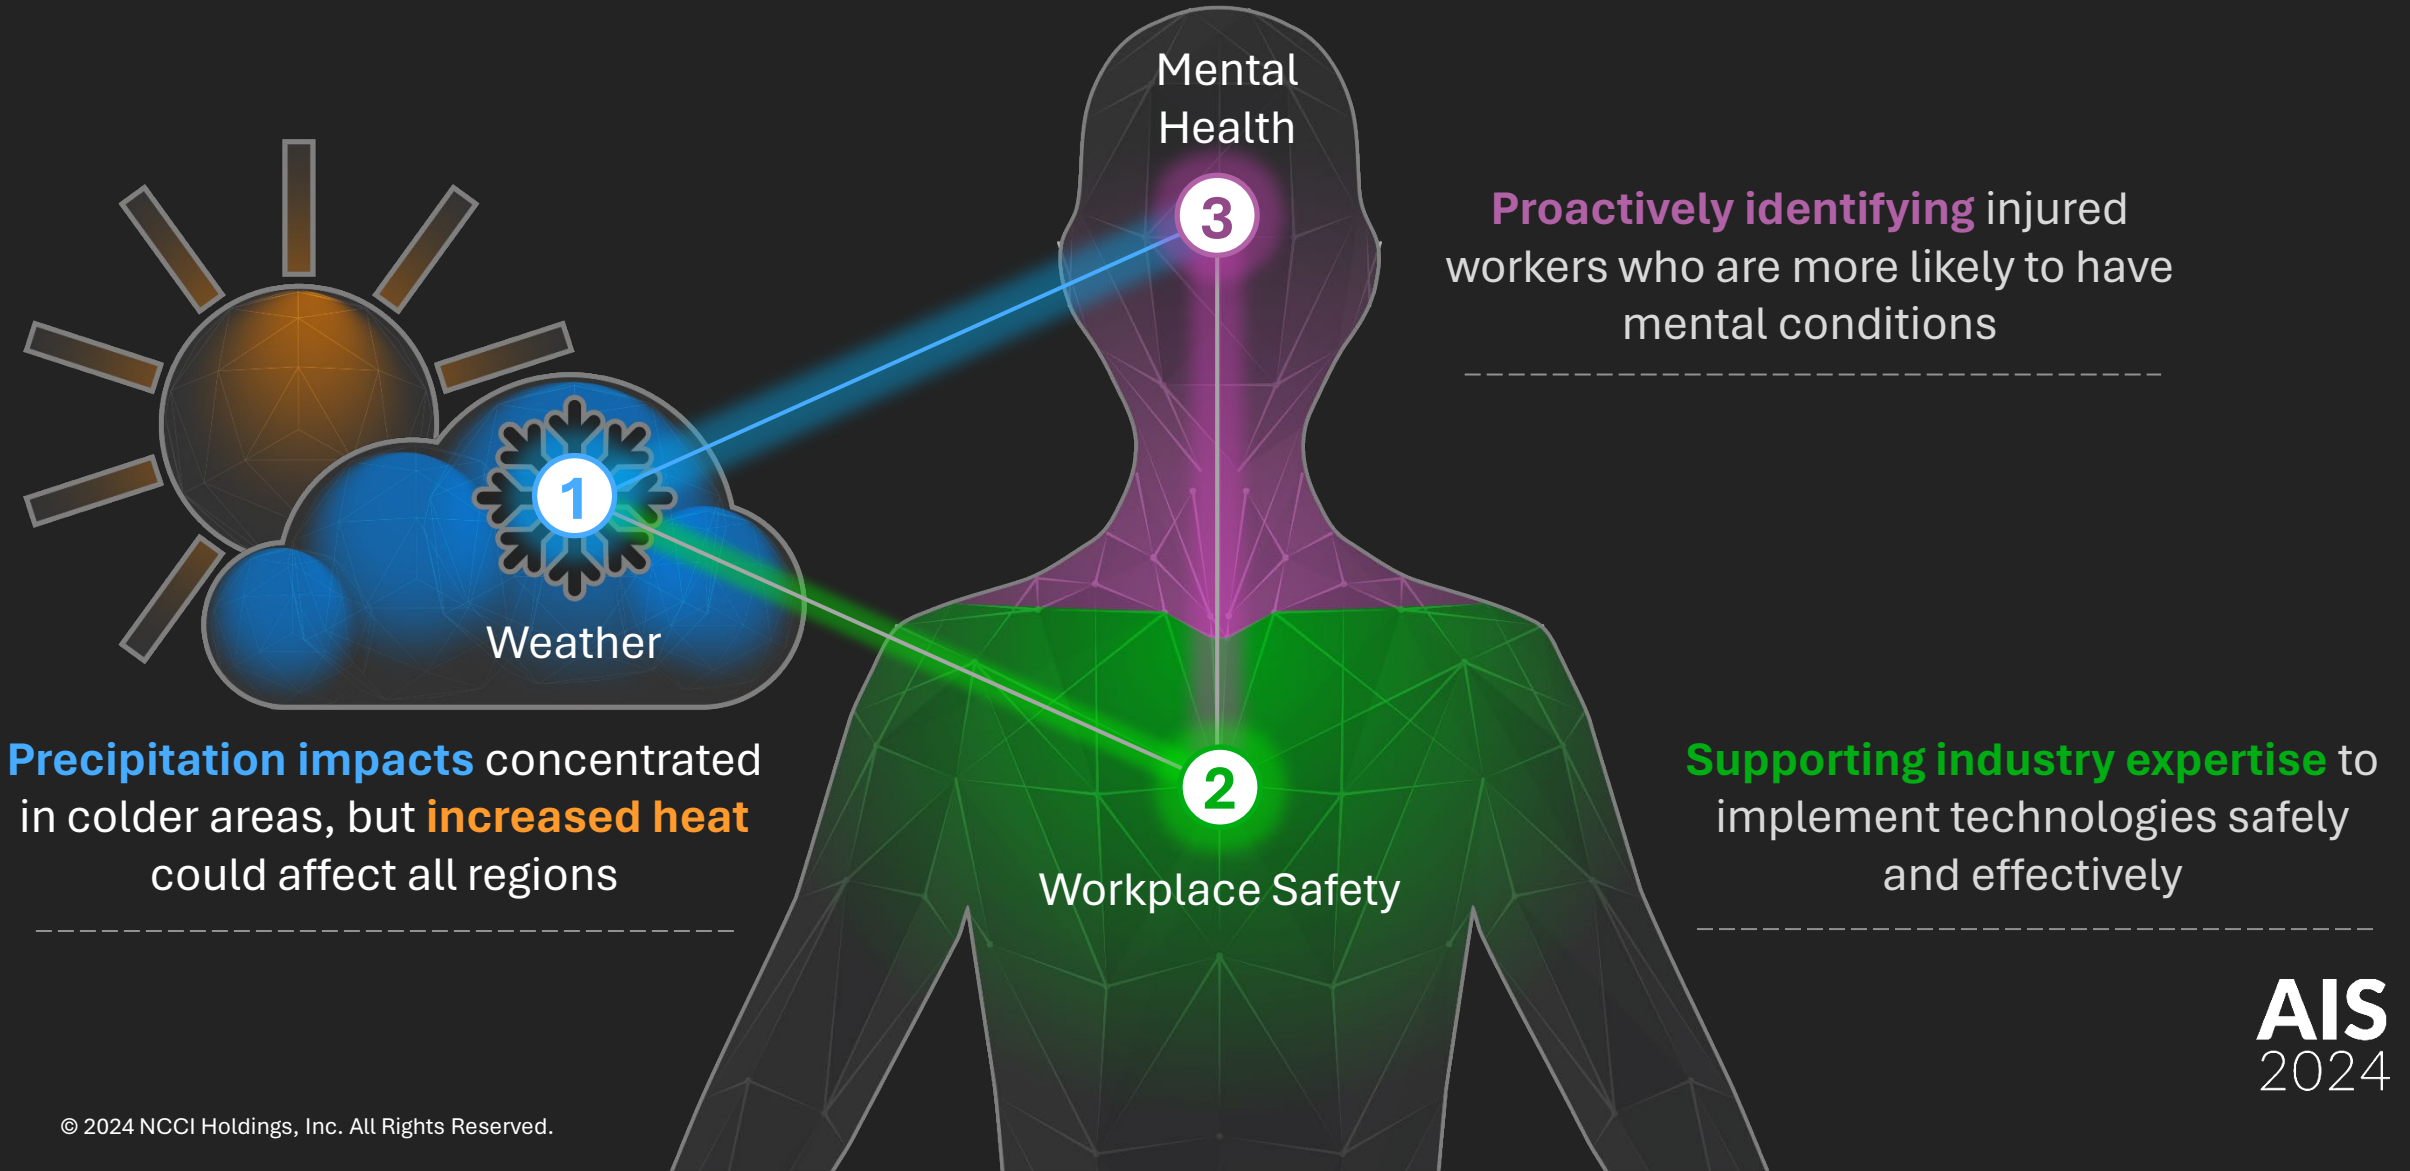 Mental
Health
3
Proactively identifying injured
workers who are more likely to have
mental conditions
1
Weather
Precipitation impacts concentrated
in colder areas, but increased heat
could affect all regions
2
Workplace Safety
Supporting industry expertise to
implement technologies safely
and effectively
AIS
2024
© 2024 NCCI Holdings, Inc. All Rights Reserved.